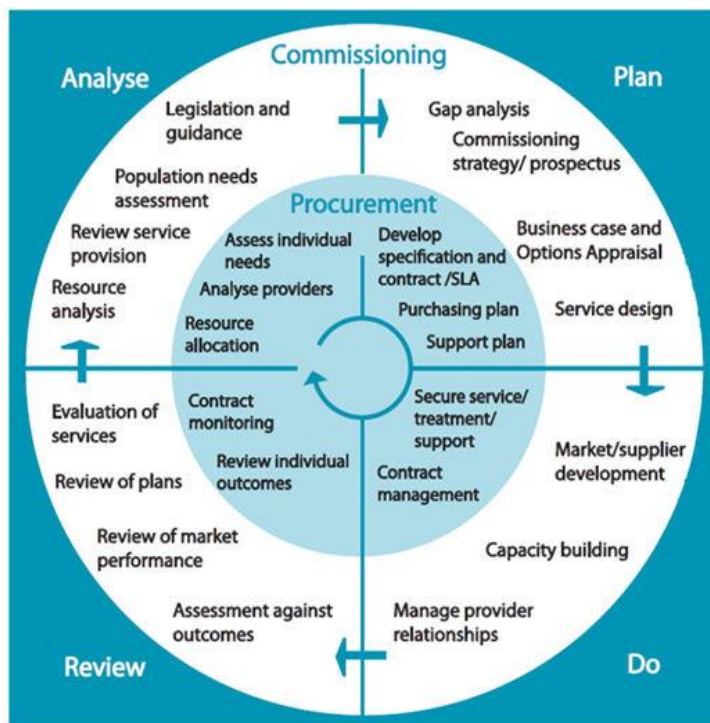 Commissioning
Analyse
Plan
Legislation and
guidance
Population needs
assessment
Review service
provision
Resource
analysis
Gap analysis
Commissioning
strategy/ prospectus
Business case and
Options Appraisal
Service design
Procurement
Assess individual
needs
Analyse providers
Resource
allocation
Develop
specification and
contract /SLA
Purchasing plan
Support plan
Contract
monitoring
Review individual
outcomes
Secure service/
treatment/
support
Contract
management
Evaluation of
services
Review of plans
Review of market
performance
Assessment against
outcomes
Market/supplier
development
Capacity building
Manage provider
relationships
Review
Do